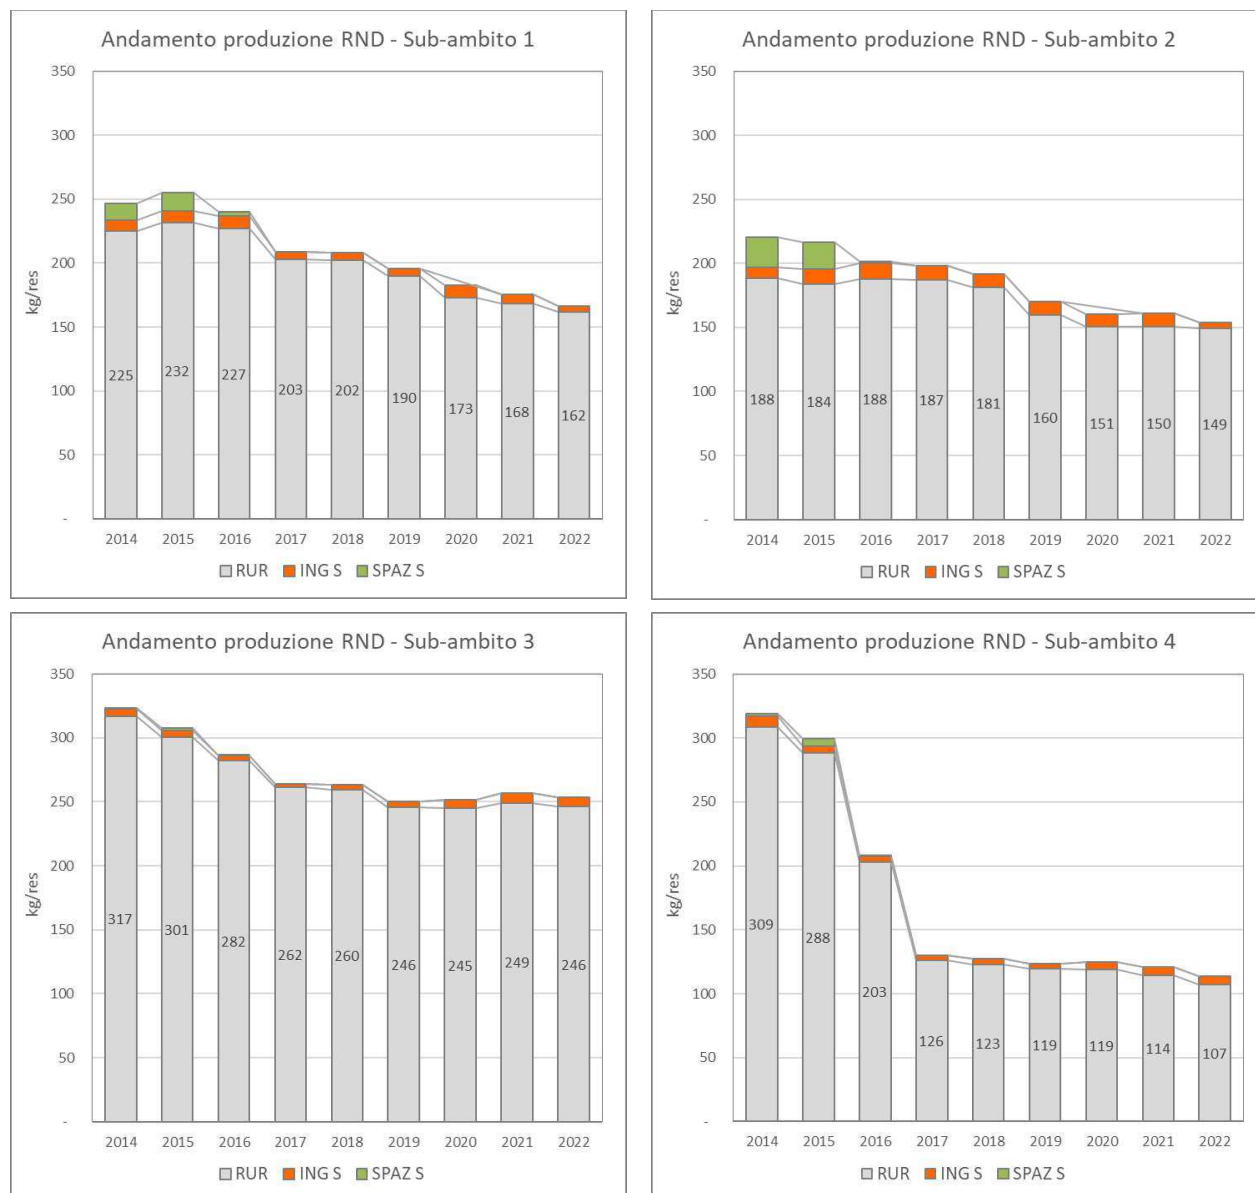 Andamento produzione RND - Sub-ambito 1
350
300
250
200
150
100
50
-
kg/res
225 232 227 203 202 190 173 168 162
2014 2015 2016 2017 2018 2019 2020 2021 2022
RUR ING S SPAZ S
Andamento produzione RND - Sub-ambito 2
350
300
250
200
150
100
50
-
kg/res
188 184 188 187 181 160 151 150 149
2014 2015 2016 2017 2018 2019 2020 2021 2022
RUR ING S SPAZ S
Andamento produzione RND - Sub-ambito 3
350
300
250
200
150
100
50
-
kg/res
317 301 282 262 260 246 245 249 246
2014 2015 2016 2017 2018 2019 2020 2021 2022
RUR ING S SPAZ S
Andamento produzione RND - Sub-ambito 4
350
300
250
200
150
100
50
-
kg/res
309 288 203 126 123 119 119 114 107
2014 2015 2016 2017 2018 2019 2020 2021 2022
RUR ING S SPAZ S